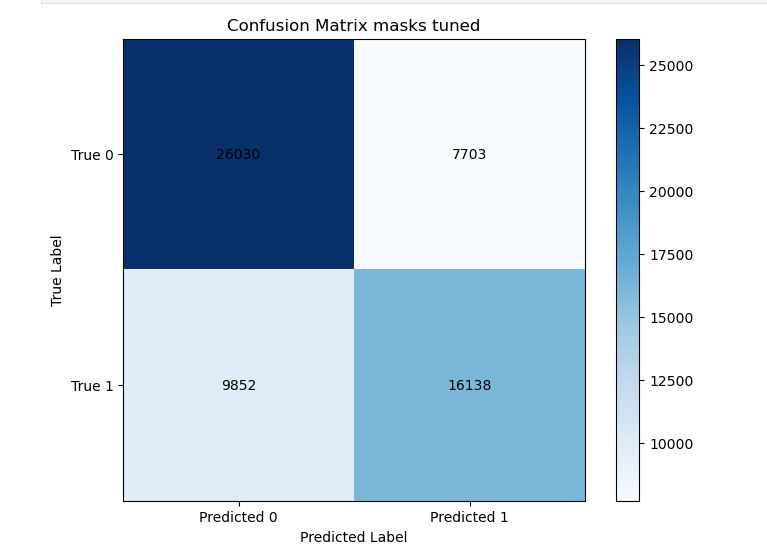 Confusion Matrix masks tuned
True Label
True 0
True 1
26030
7703
9852
16138
Predicted 0
Predicted 1
Predicted Label
25000
22500
20000
17500
15000
12500
10000